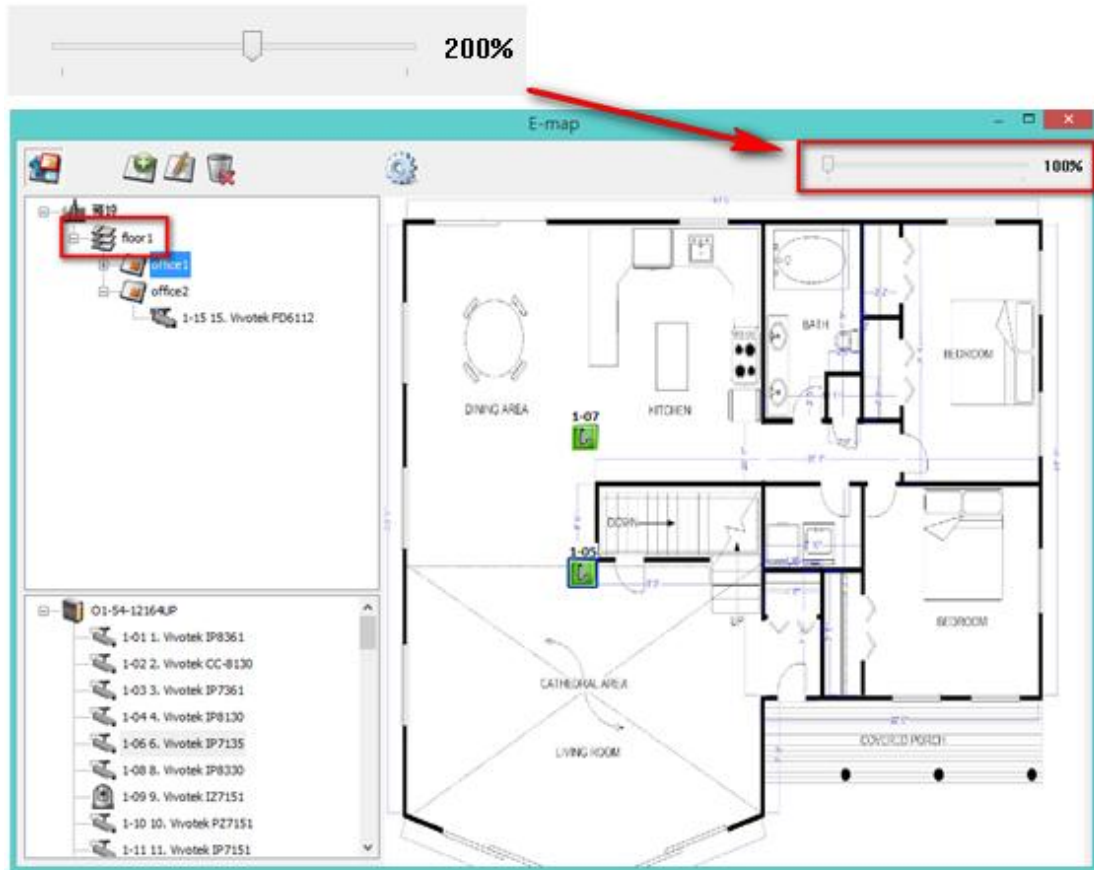 200%
E-map
100%
預設
floor1
office1
office2
1-15 15. Vivotek FD6112
BATH
BEDROOM
DINING AREA
KITCHEN
1-07
DOWN
1-05
UP
BEDROOM
CATHEDRAL AREA
LIVING ROOM
COVERED PORCH
O1-54-12164UP
1-01 1. Vivotek IP8361
1-02 2. Vivotek CC-8130
1-03 3. Vivotek IP7361
1-04 4. Vivotek IP8130
1-06 6. Vivotek IP7135
1-08 8. Vivotek IP8330
1-09 9. Vivotek IZ7151
1-10 10. Vivotek PZ7151
1-11 11. Vivotek IP7151